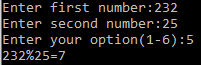 Enter first number:232
Enter second number:25
Enter your option(1-6):5
232%25=7